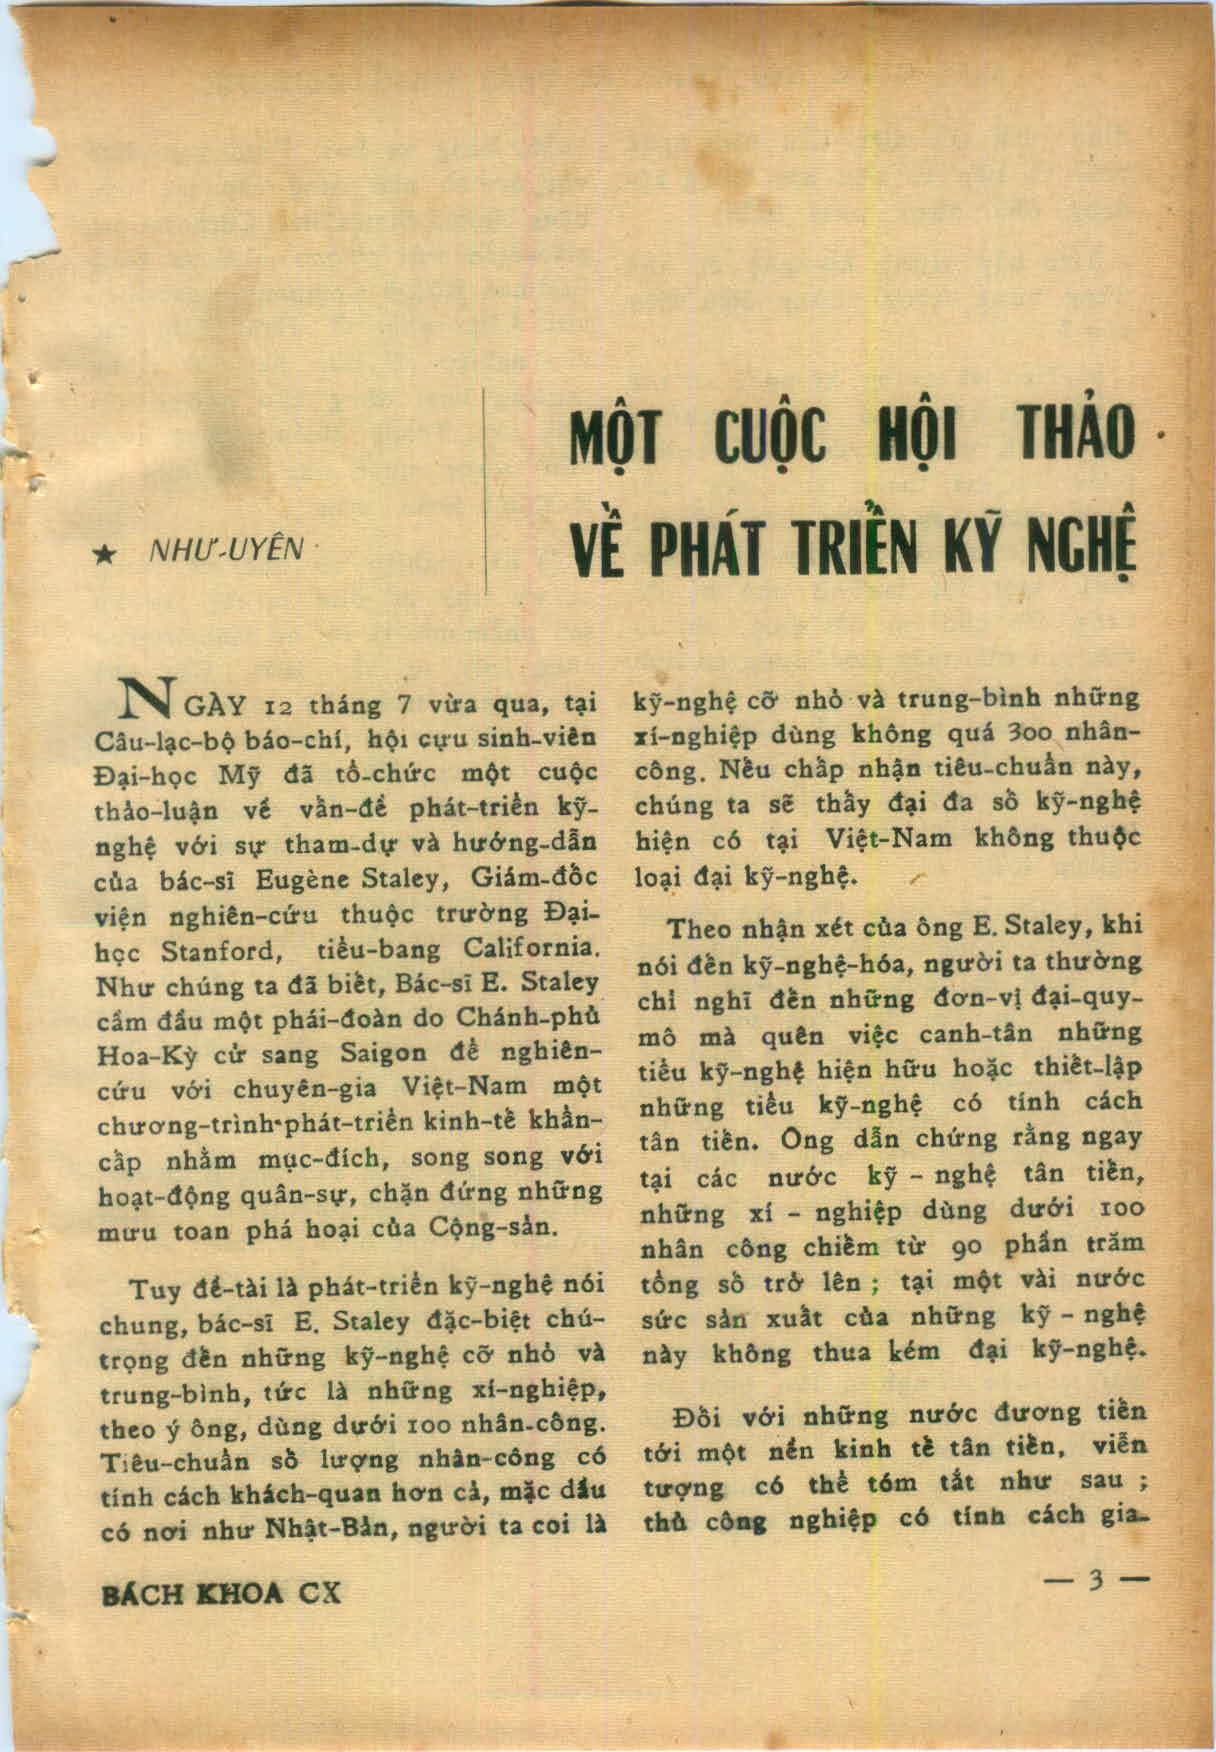 MỘT CUỘC HỘI THẢO
VỀ PHÁT TRIỂN KỸ NGHỆ
★ NHƯ-UYÊN
NGÀY 12 tháng 7 vừa qua, tại
Câu-lạc-bộ báo-chí, hội cựu sinh-viên
Đại-học Mỹ đã tổ-chức một cuộc
thảo-luận về vấn-đề phát-triển kỹ-
nghệ với sự tham-dự và hướng-dẫn
của bác-sĩ Eugène Staley, Giám-đốc
viện nghiên-cứu thuộc trường Đại-
học Stanford, tiểu-bang California.
Như chúng ta đã biết, Bác-sĩ E. Staley
cầm đầu một phái-đoàn do Chánh-phủ
Hoa-Kỳ cử sang Saigon để nghiên-
cứu với chuyên-gia Việt-Nam một
chương-trình phát-triển kinh-tế khẩn-
cấp nhằm mục-đích, song song với
hoạt-động quân-sự, chặn đứng những
mưu toan phá hoại của Cộng-sản.
Tuy đề-tài là phát-triển kỹ-nghệ nói
chung, bác-sĩ E. Staley đặc-biệt chú-
trọng đến những kỹ-nghệ cỡ nhỏ và
trung-bình, tức là những xí-nghiệp,
theo ý ông, dùng dưới 100 nhân-công.
Tiêu-chuẩn số lượng nhân-công có
tính cách khách-quan hơn cả, mặc dầu
có nơi như Nhật-Bản, người ta coi là
kỹ-nghệ cỡ nhỏ và trung-bình những
xí-nghiệp dùng không quá 300 nhân-
công. Nếu chấp nhận tiêu-chuẩn này,
chúng ta sẽ thấy đại đa số kỹ-nghệ
hiện có tại Việt-Nam không thuộc
loại đại kỹ-nghệ.
Theo nhận xét của ông E. Staley, khi
nói đến kỹ-nghệ-hóa, người ta thường
chỉ nghĩ đến những đơn-vị đại-quy-
mô mà quên việc canh-tân những
tiểu kỹ-nghệ hiện hữu hoặc thiết-lập
những tiểu kỹ-nghệ có tính cách
tân tiến. Ông dẫn chứng rằng ngay
tại các nước kỹ - nghệ tân tiến,
những xí - nghiệp dùng dưới 100
nhân công chiếm từ 90 phần trăm
tổng số trở lên ; tại một vài nước
sức sản xuất của những kỹ - nghệ
này không thua kém đại kỹ-nghệ.
Đối với những nước đương tiến
tới một nền kinh tế tân tiến, viễn
tượng có thể tóm tắt như sau ;
thủ công nghiệp có tính cách gia-
BÁCH KHOA CX
— 3 —